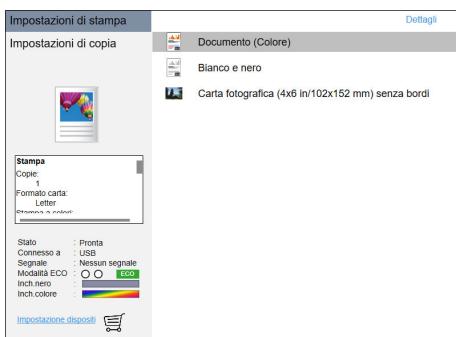 Impostazioni di stampa
Dettagli
Impostazioni di copia
Documento (Colore)
Bianco e nero
Carta fotografica (4x6 in/102x152 mm) senza bordi
Stampa
Copie:
1
Formato carta:
Letter
Stampa a colori:
Stato : Pronta
Connesso a : USB
Segnale : Nessun segnale
Modalità ECO : ECO
Inch.nero :
Inch.colore :
Impostazione dispositi